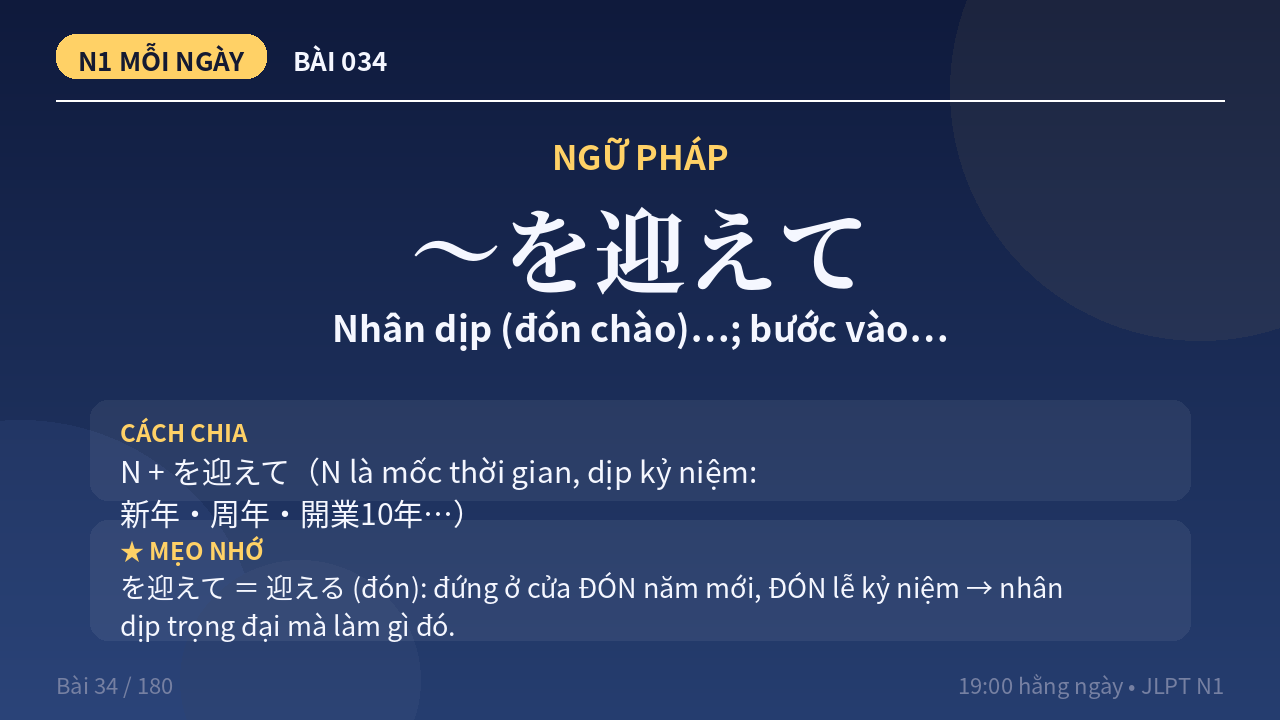 N1 MỖI NGÀY
BÀI 034
NGỮ PHÁP
〜を迎えて
Nhân dịp (đón chào)…; bước vào…
CÁCH CHIA
N + を迎えて（N là mốc thời gian, dịp kỷ niệm:
新年・周年・開業10年…）
★ MẸO NHỚ
を迎えて ＝ 迎える (đón): đứng ở cửa ĐÓN năm mới, ĐÓN lễ kỷ niệm → nhân
dịp trọng đại mà làm gì đó.
Bài 34 / 180
19:00 hằng ngày • JLPT N1